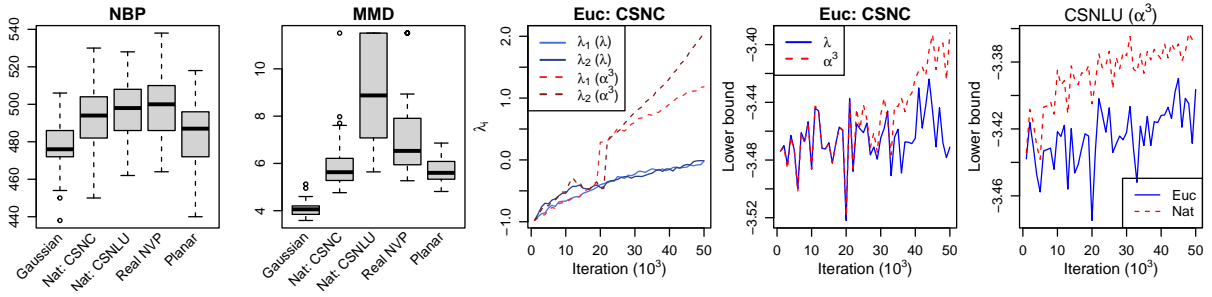 NBP
440 460 480 500 520 540
Gaussian
Nat: CSNC
Nat: CSNLU
Real NVP
Planar
MMD
4 6 8 10
Gaussian
Nat: CSNC
Nat: CSNLU
Real NVP
Planar
Euc: CSNC
λi
-1.0 0.0 1.0 2.0
λ1 (λ)
λ2 (λ)
λ1 (α³)
λ2 (α³)
0 10 20 30 40 50
Iteration (10³)
Euc: CSNC
Lower bound
-3.52 -3.48 -3.44 -3.40
λ
α³
0 10 20 30 40 50
Iteration (10³)
CSNLU (α³)
Lower bound
-3.46 -3.42 -3.38
Euc
Nat
0 10 20 30 40 50
Iteration (10³)